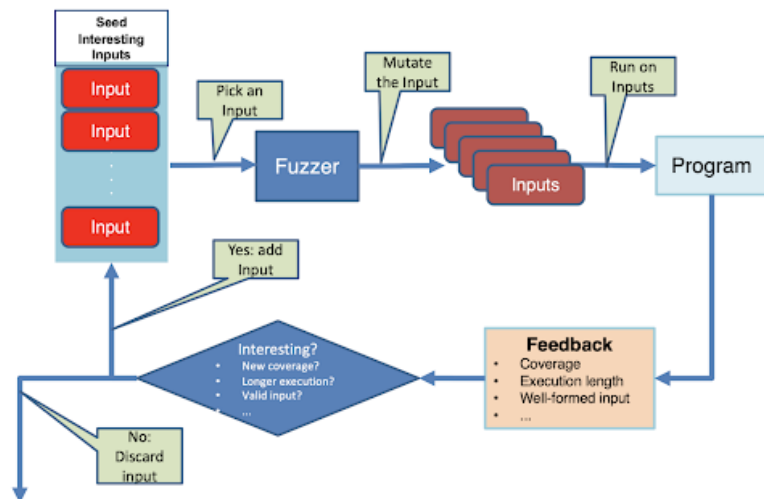 Seed
Interesting
Inputs
Input
Input
Input
Pick an
Input
Fuzzer
Mutate
the Input
Inputs
Run on
Inputs
Program
Feedback
• Coverage
• Execution length
• Well-formed input
• ...
Interesting?
• New coverage?
• Longer execution?
• Valid input?
• ...
Yes: add
Input
No:
Discard
input